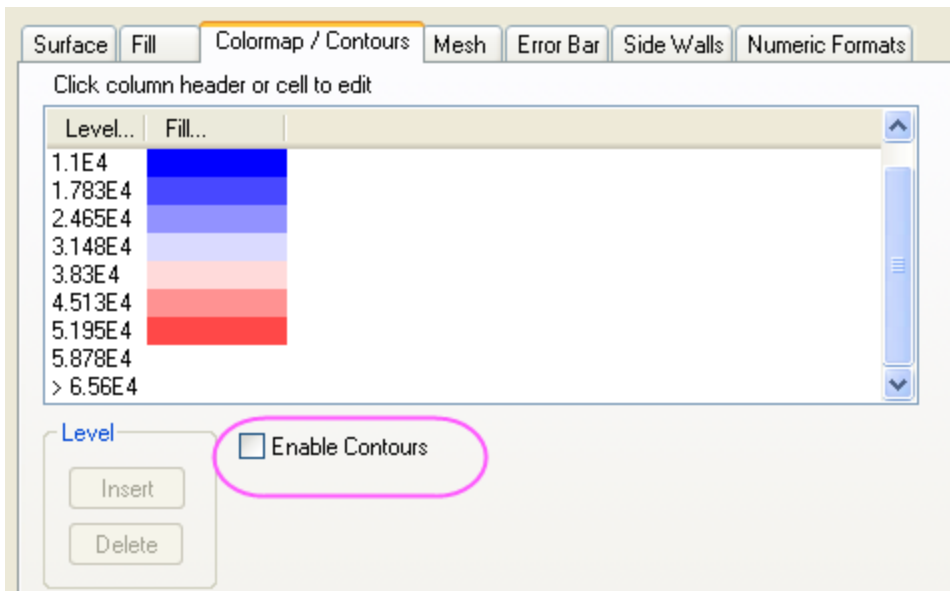 Surface Fill Colormap / Contours Mesh Error Bar Side Walls Numeric Formats
Click column header or cell to edit
Level... Fill...
1.1E4
1.783E4
2.465E4
3.148E4
3.83E4
4.513E4
5.195E4
5.878E4
> 6.56E4
Level
Enable Contours
Insert
Delete